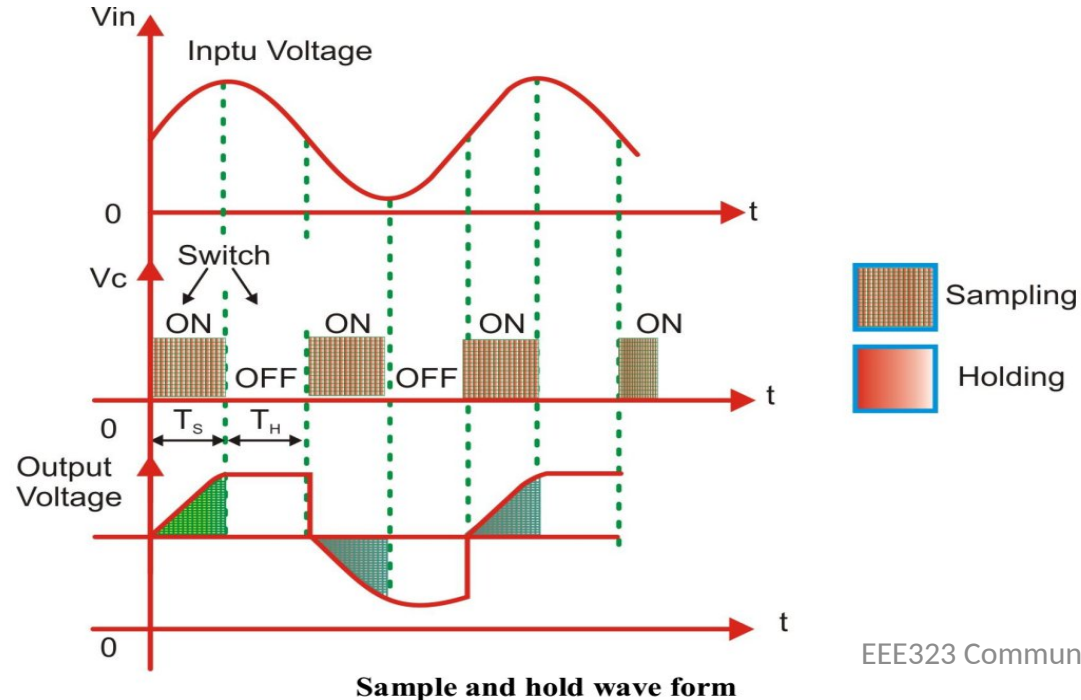 Vin
Inptu Voltage
0
t
Switch
Vc
ON
ON
ON
ON
OFF
OFF
t
0
Ts
TH
Output
Voltage
0
t
Sampling
Holding
EEE323 Commun
Sample and hold wave form